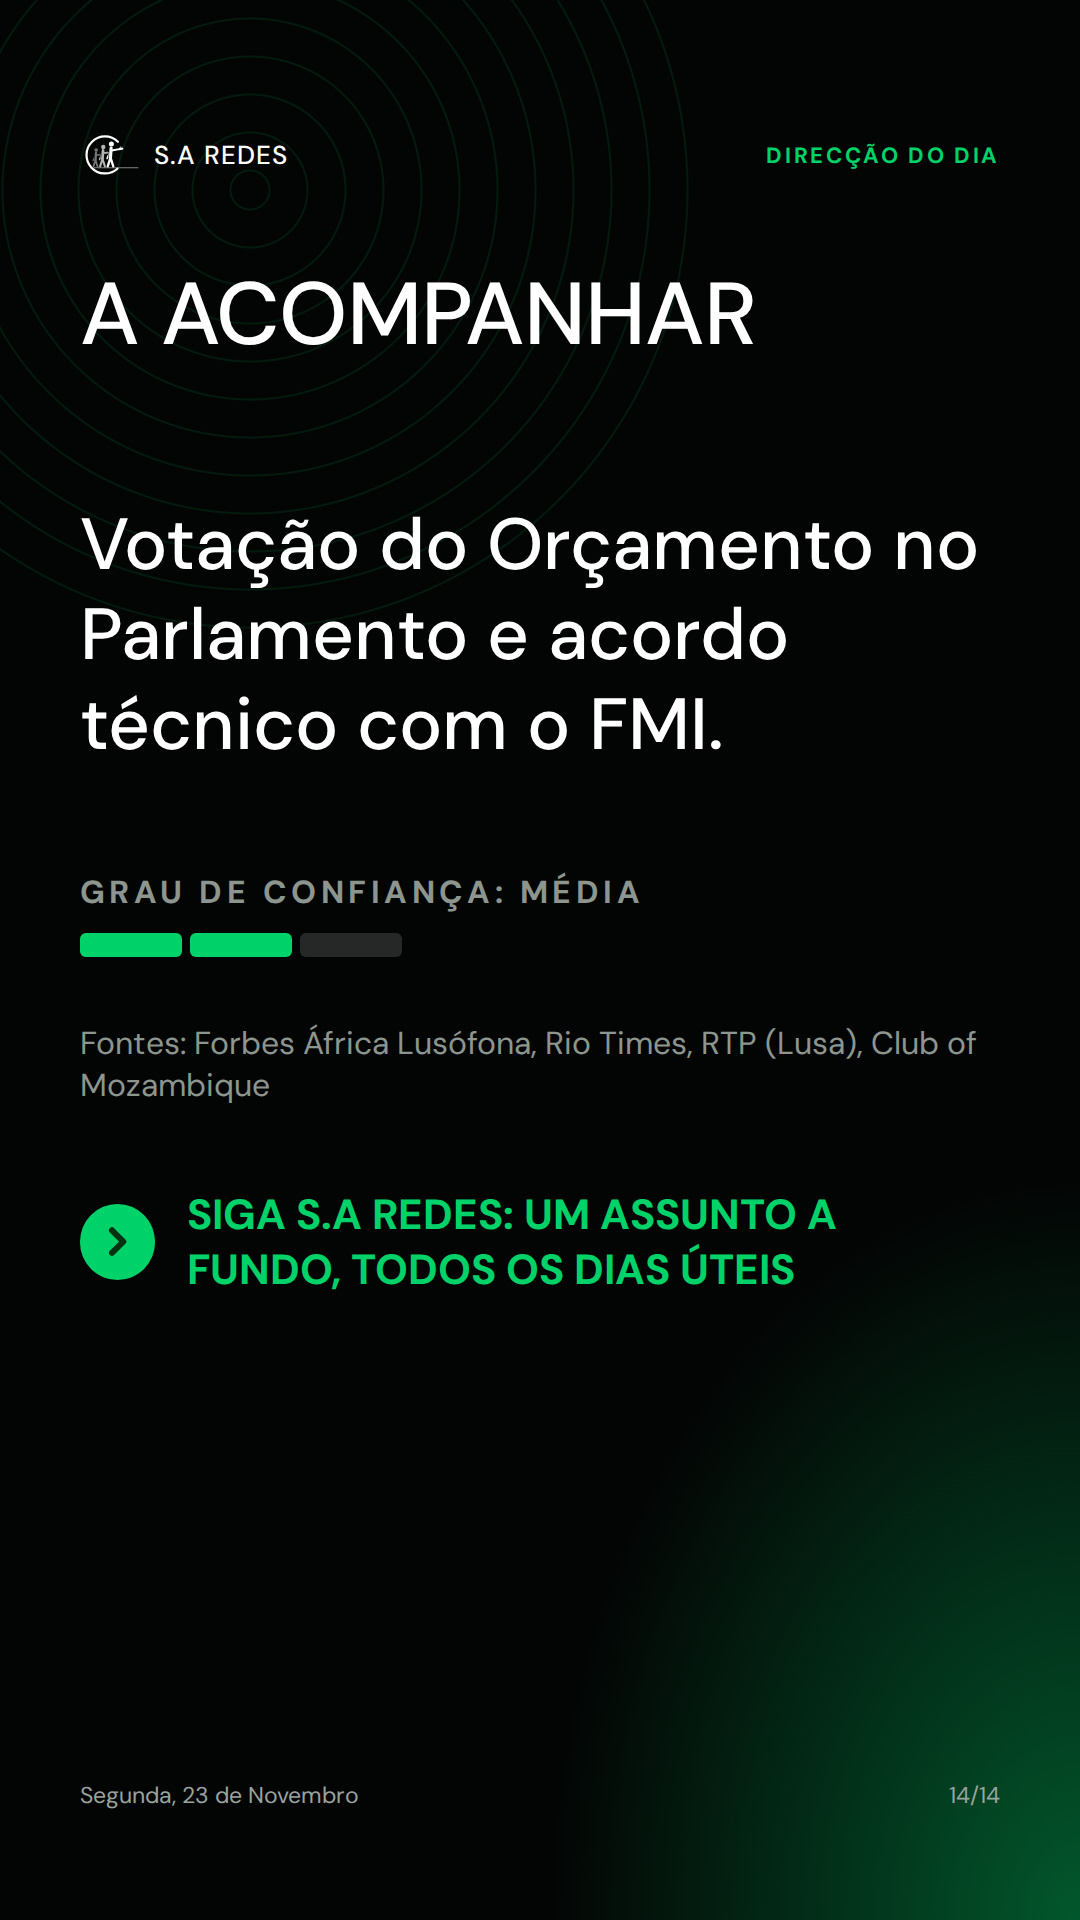 S.A REDES
DIRECÇÃO DO DIA
A ACOMPANHAR
Votação do Orçamento no
Parlamento e acordo
técnico com o FMI.
GRAU DE CONFIANÇA: MÉDIA
Fontes: Forbes África Lusófona, Rio Times, RTP (Lusa), Club of
Mozambique
SIGA S.A REDES: UM ASSUNTO A
FUNDO, TODOS OS DIAS ÚTEIS
Segunda, 23 de Novembro
14/14